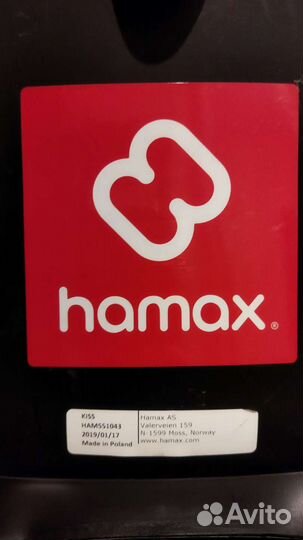 hamax®
KISS
HAM551043
2019/01/17
Made in Poland
Hamax AS
Valerveien 159
N-1599 Moss, Norway
www.hamax.com
Avito